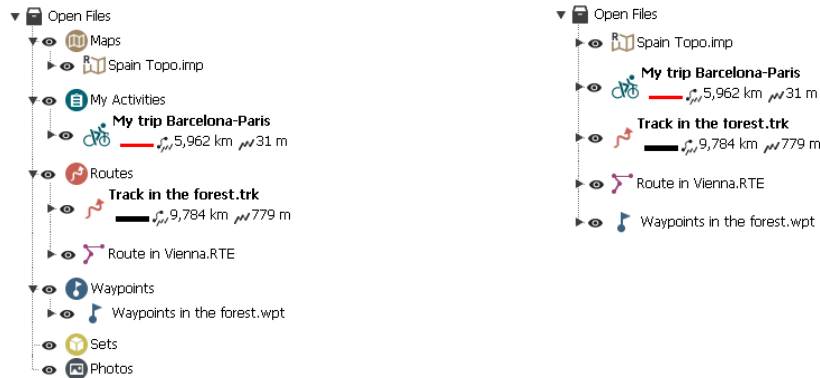 Open Files
Maps
Spain Topo.imp
My Activities
My trip Barcelona-Paris
5,962 km 31 m
Routes
Track in the forest.trk
9,784 km 779 m
Route in Vienna.RTE
Waypoints
Waypoints in the forest.wpt
Sets
Photos
Open Files
Spain Topo.imp
My trip Barcelona-Paris
5,962 km 31 m
Track in the forest.trk
9,784 km 779 m
Route in Vienna.RTE
Waypoints in the forest.wpt